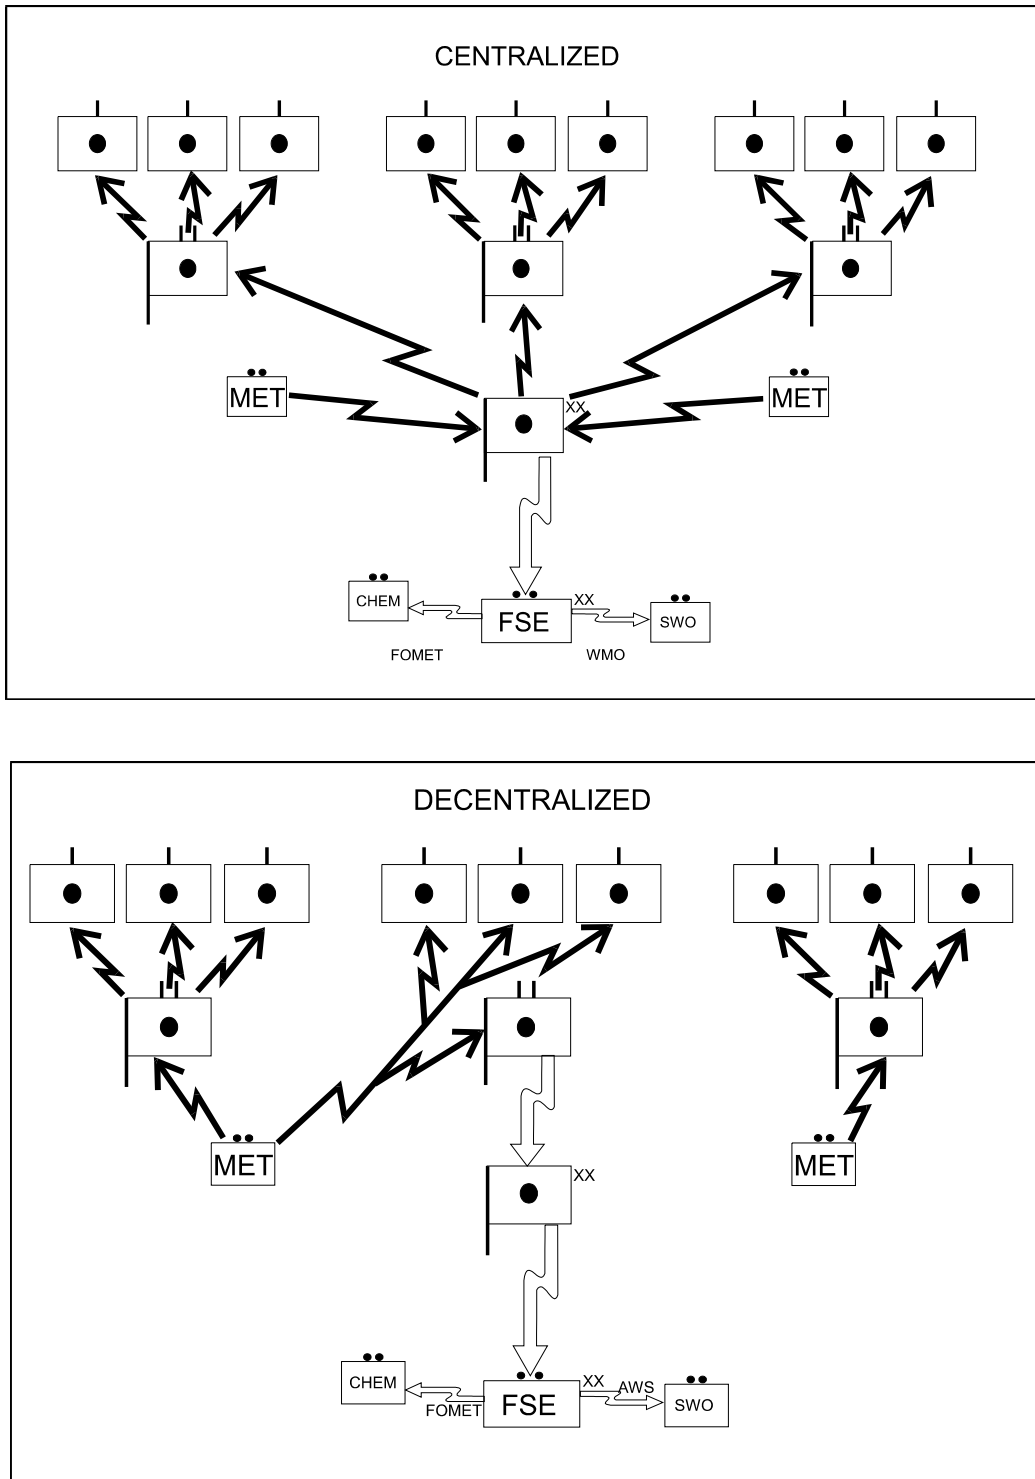 CENTRALIZED
MET
XX
MET
CHEM
FSE
XX
SWO
FOMET
WMO
DECENTRALIZED
MET
MET
XX
CHEM
FOMET
FSE
XX
AWS
SWO